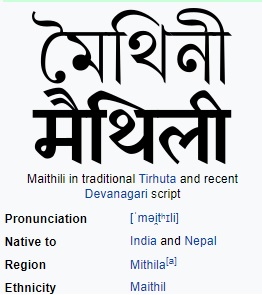 𑒧𑒻𑒟𑒱𑒪𑒲
मैथिली
Maithili in traditional Tirhuta and recent
Devanagari script
Pronunciation [ˈməi̯tʰɪli]
Native to India and Nepal
Region Mithila[a]
Ethnicity Maithil